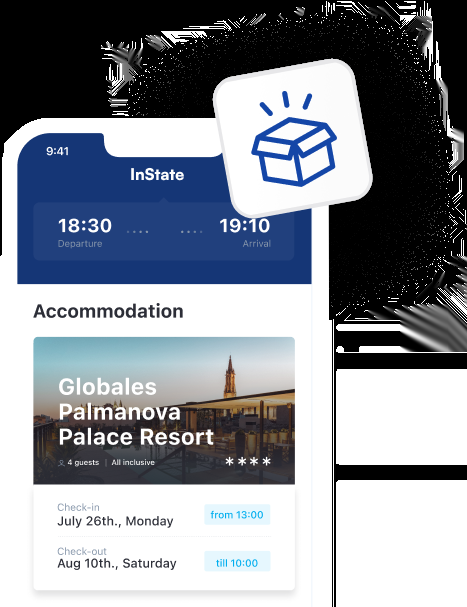 9:41
InState
18:30 19:10
Departure Arrival
Accommodation
Globales
Palmanova
Palace Resort
4 guests | All inclusive ****
Check-in
July 26th., Monday from 13:00
Check-out
Aug 10th., Saturday till 10:00